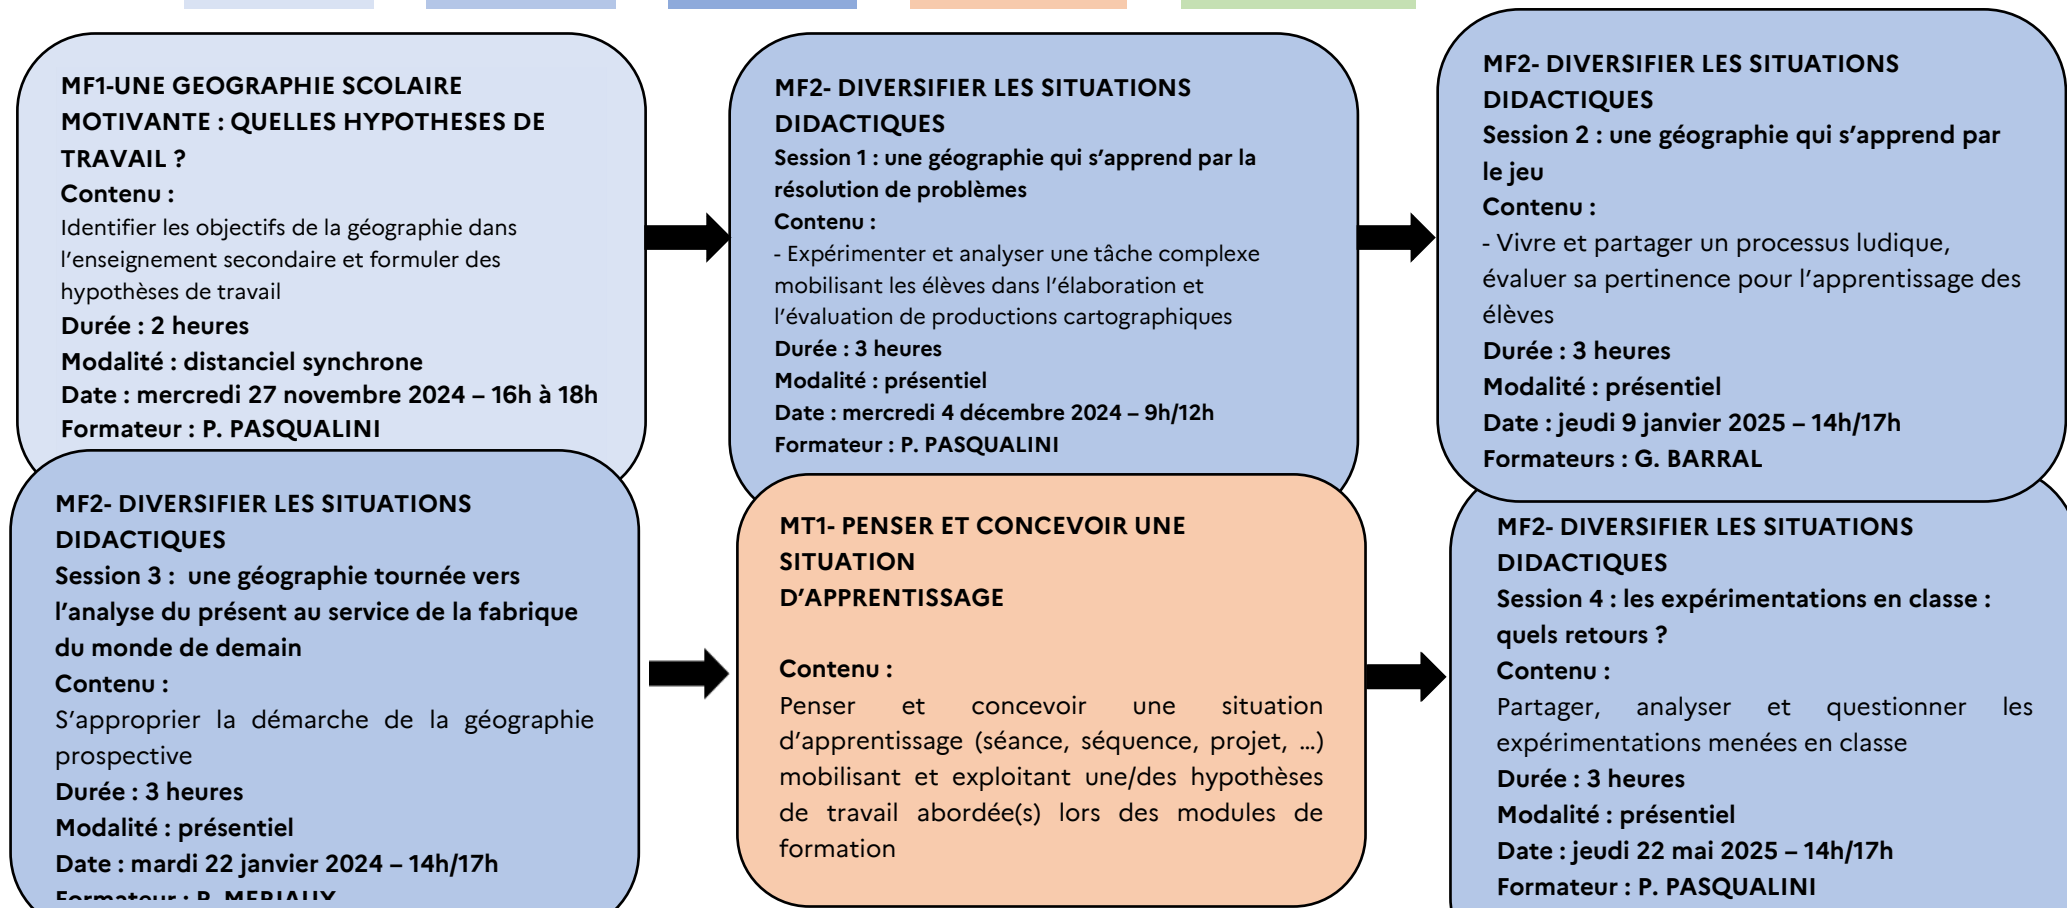 MF1-UNE GEOGRAPHIE SCOLAIRE
MOTIVANTE : QUELLES HYPOTHESES DE
TRAVAIL ?
Contenu :
Identifier les objectifs de la géographie dans
l’enseignement secondaire et formuler des
hypothèses de travail
Durée : 2 heures
Modalité : distanciel synchrone
Date : mercredi 27 novembre 2024 – 16h à 18h
Formateur : P. PASQUALINI
MF2- DIVERSIFIER LES SITUATIONS
DIDACTIQUES
Session 1 : une géographie qui s’apprend par la
résolution de problèmes
Contenu :
- Expérimenter et analyser une tâche complexe
mobilisant les élèves dans l’élaboration et
l’évaluation de productions cartographiques
Durée : 3 heures
Modalité : présentiel
Date : mercredi 4 décembre 2024 – 9h/12h
Formateur : P. PASQUALINI
MF2- DIVERSIFIER LES SITUATIONS
DIDACTIQUES
Session 2 : une géographie qui s’apprend par
le jeu
Contenu :
- Vivre et partager un processus ludique,
évaluer sa pertinence pour l’apprentissage des
élèves
Durée : 3 heures
Modalité : présentiel
Date : jeudi 9 janvier 2025 – 14h/17h
Formateurs : G. BARRAL
MF2- DIVERSIFIER LES SITUATIONS
DIDACTIQUES
Session 3 : une géographie tournée vers
l’analyse du présent au service de la fabrique
du monde de demain
Contenu :
S’approprier la démarche de la géographie
prospective
Durée : 3 heures
Modalité : présentiel
Date : mardi 22 janvier 2024 – 14h/17h
Formateur :
MT1- PENSER ET CONCEVOIR UNE
SITUATION
D’APPRENTISSAGE
Contenu :
Penser et concevoir une situation
d’apprentissage (séance, séquence, projet, …)
mobilisant et exploitant une/des hypothèses
de travail abordée(s) lors des modules de
formation
MF2- DIVERSIFIER LES SITUATIONS
DIDACTIQUES
Session 4 : les expérimentations en classe :
quels retours ?
Contenu :
Partager, analyser et questionner les
expérimentations menées en classe
Durée : 3 heures
Modalité : présentiel
Date : jeudi 22 mai 2025 – 14h/17h
Formateur : P. PASQUALINI